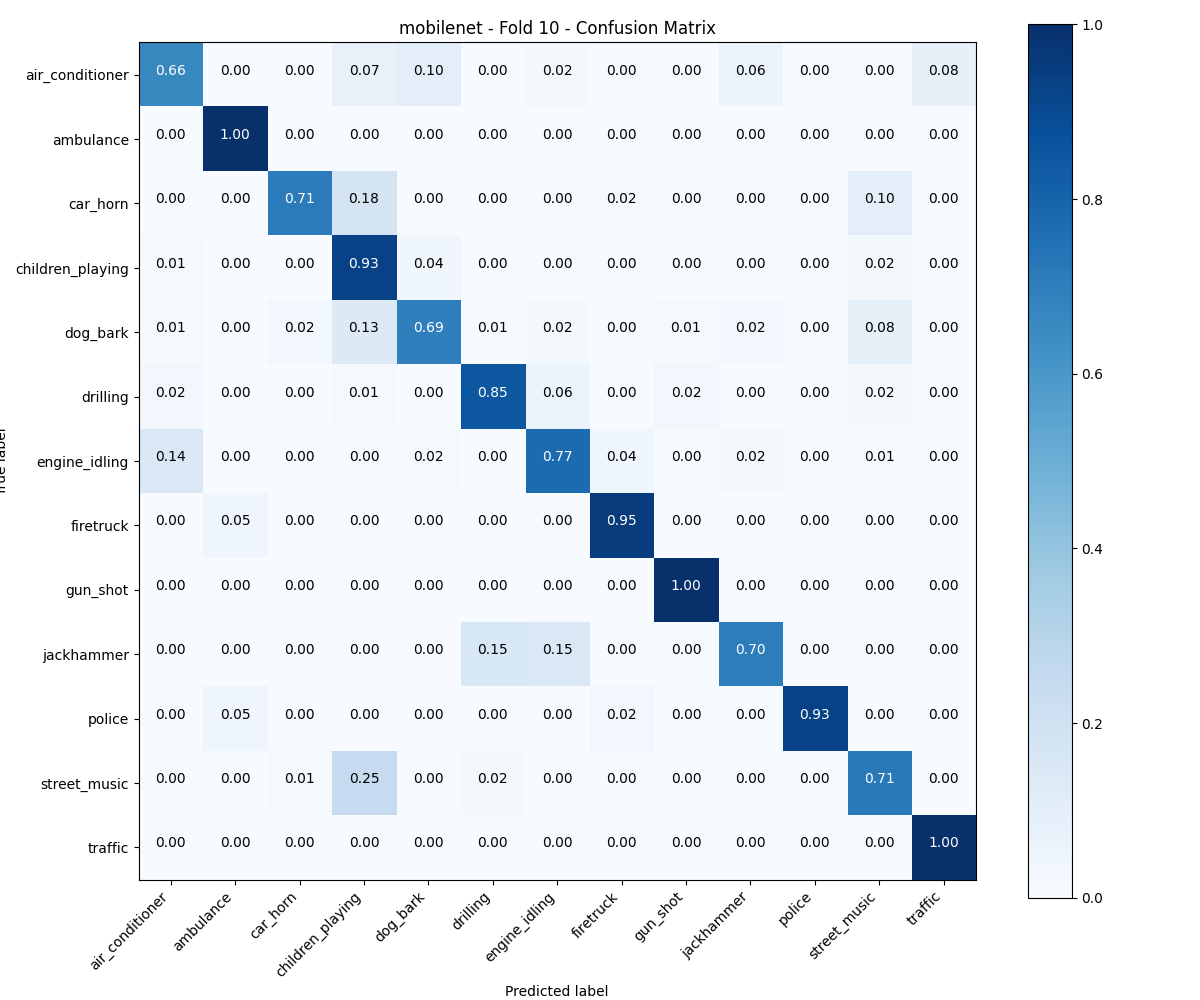 mobilenet - Fold 10 - Confusion Matrix
air_conditioner 0.66 0.00 0.00 0.07 0.10 0.00 0.02 0.00 0.00 0.06 0.00 0.00 0.08
ambulance 0.00 1.00 0.00 0.00 0.00 0.00 0.00 0.00 0.00 0.00 0.00 0.00 0.00
car_horn 0.00 0.00 0.71 0.18 0.00 0.00 0.00 0.02 0.00 0.00 0.00 0.10 0.00
children_playing 0.01 0.00 0.00 0.93 0.04 0.00 0.00 0.00 0.00 0.00 0.00 0.02 0.00
dog_bark 0.01 0.00 0.02 0.13 0.69 0.01 0.02 0.00 0.01 0.02 0.00 0.08 0.00
drilling 0.02 0.00 0.00 0.01 0.00 0.85 0.06 0.00 0.02 0.00 0.00 0.02 0.00
engine_idling 0.14 0.00 0.00 0.00 0.02 0.00 0.77 0.04 0.00 0.02 0.00 0.01 0.00
firetruck 0.00 0.05 0.00 0.00 0.00 0.00 0.00 0.95 0.00 0.00 0.00 0.00 0.00
gun_shot 0.00 0.00 0.00 0.00 0.00 0.00 0.00 0.00 1.00 0.00 0.00 0.00 0.00
jackhammer 0.00 0.00 0.00 0.00 0.00 0.15 0.15 0.00 0.00 0.70 0.00 0.00 0.00
police 0.00 0.05 0.00 0.00 0.00 0.00 0.00 0.02 0.00 0.00 0.93 0.00 0.00
street_music 0.00 0.00 0.01 0.25 0.00 0.02 0.00 0.00 0.00 0.00 0.00 0.71 0.00
traffic 0.00 0.00 0.00 0.00 0.00 0.00 0.00 0.00 0.00 0.00 0.00 0.00 1.00
air_conditioner ambulance car_horn children_playing dog_bark drilling engine_idling firetruck gun_shot jackhammer police street_music traffic
Predicted label
True label
1.0
0.8
0.6
0.4
0.2
0.0